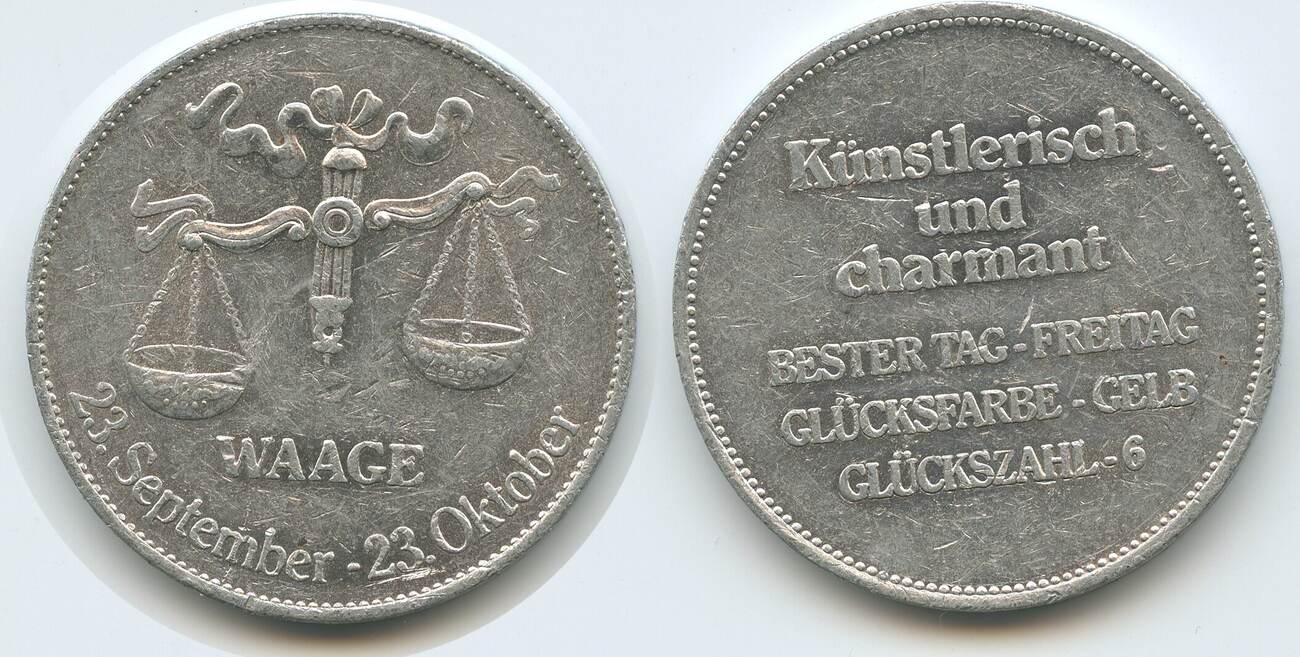 WAAGE
23. September - 23. Oktober
Künstlerisch
und
charmant
BESTER TAG - FREITAG
GLÜCKSFARBE - GELB
GLÜCKSZAHL - 6